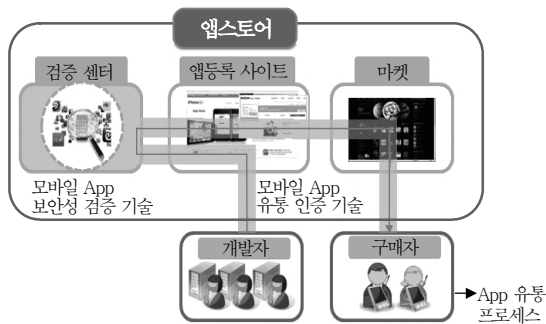 앱스토어
검증 센터
앱등록 사이트
마켓
모바일 App
보안성 검증 기술
모바일 App
유통 인증 기술
개발자
구매자
App 유통
프로세스